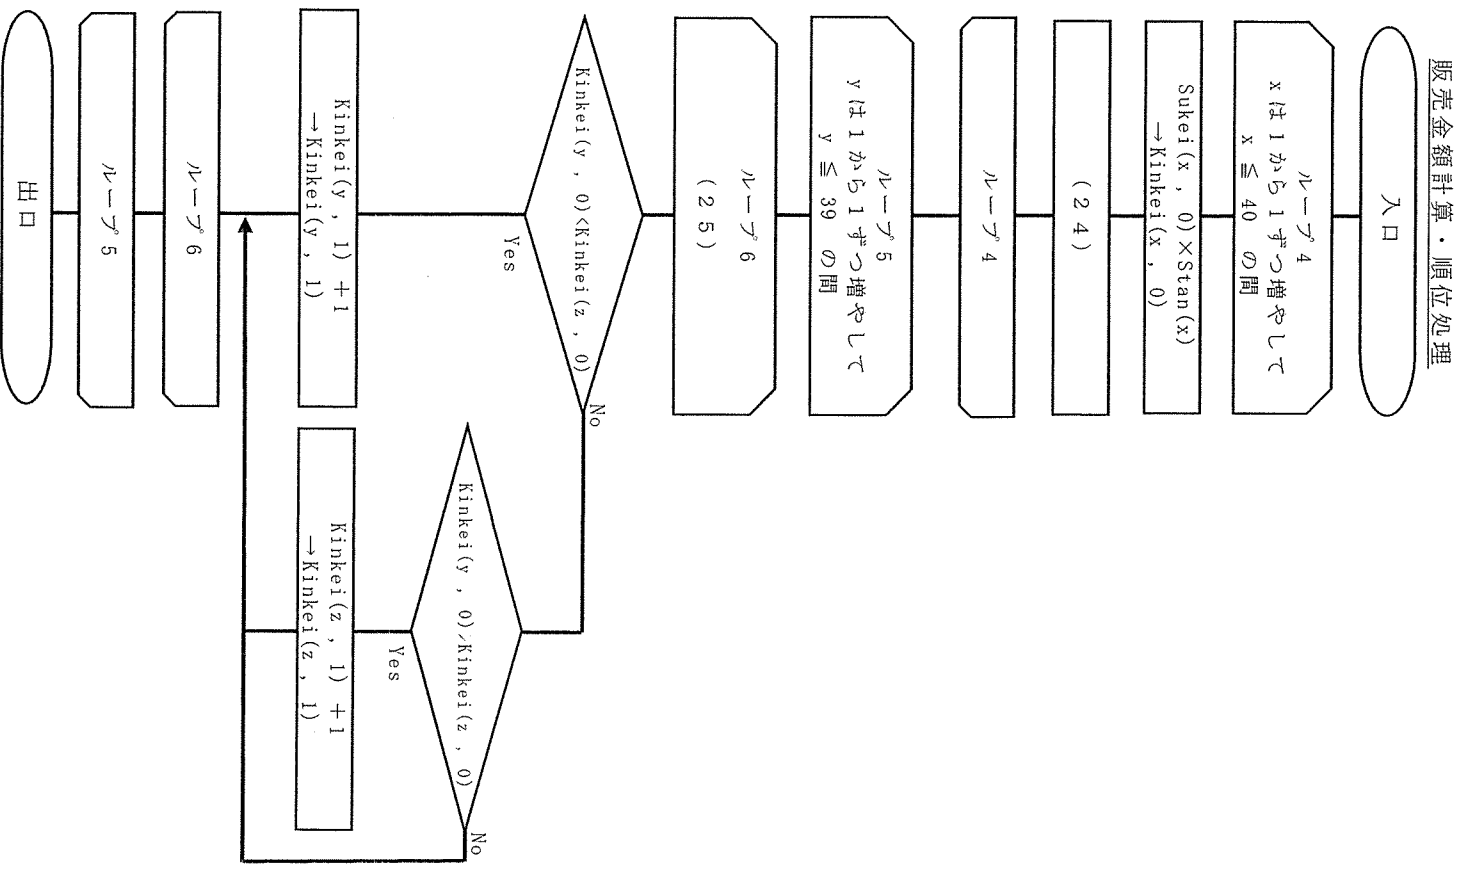 販売金額計算・順位処理
入口
ループ4
xは1から1ずつ増やして
x ≦ 40 の間
Sukei(x , 0)×Stan(x)
→Kinkei(x , 0)
(24)
ループ4
ループ5
yは1から1ずつ増やして
y ≦ 39 の間
ループ6
(25)
Kinkei(y , 0)<Kinkei(z , 0)
No
Yes
Kinkei(y , 0)>Kinkei(z , 0)
No
Yes
Kinkei(y , 1) +1
→Kinkei(y , 1)
Kinkei(z , 1) +1
→Kinkei(z , 1)
ループ6
ループ5
出口